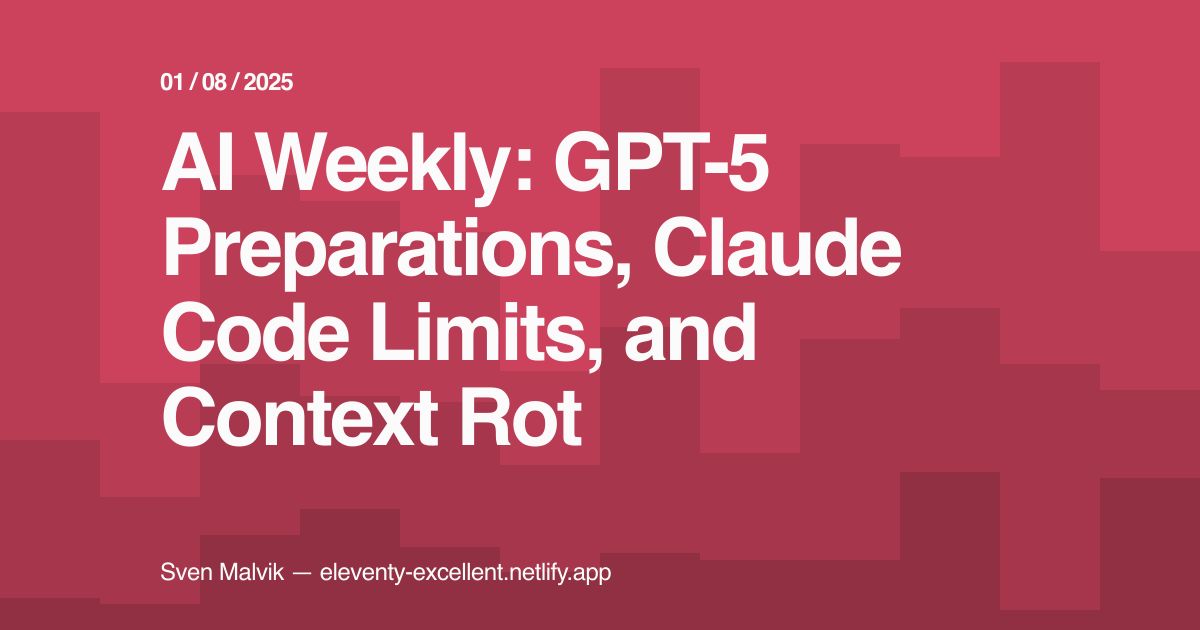 01 / 08 / 2025
AI Weekly: GPT-5
Preparations, Claude
Code Limits, and
Context Rot
Sven Malvik — eleventy-excellent.netlify.app